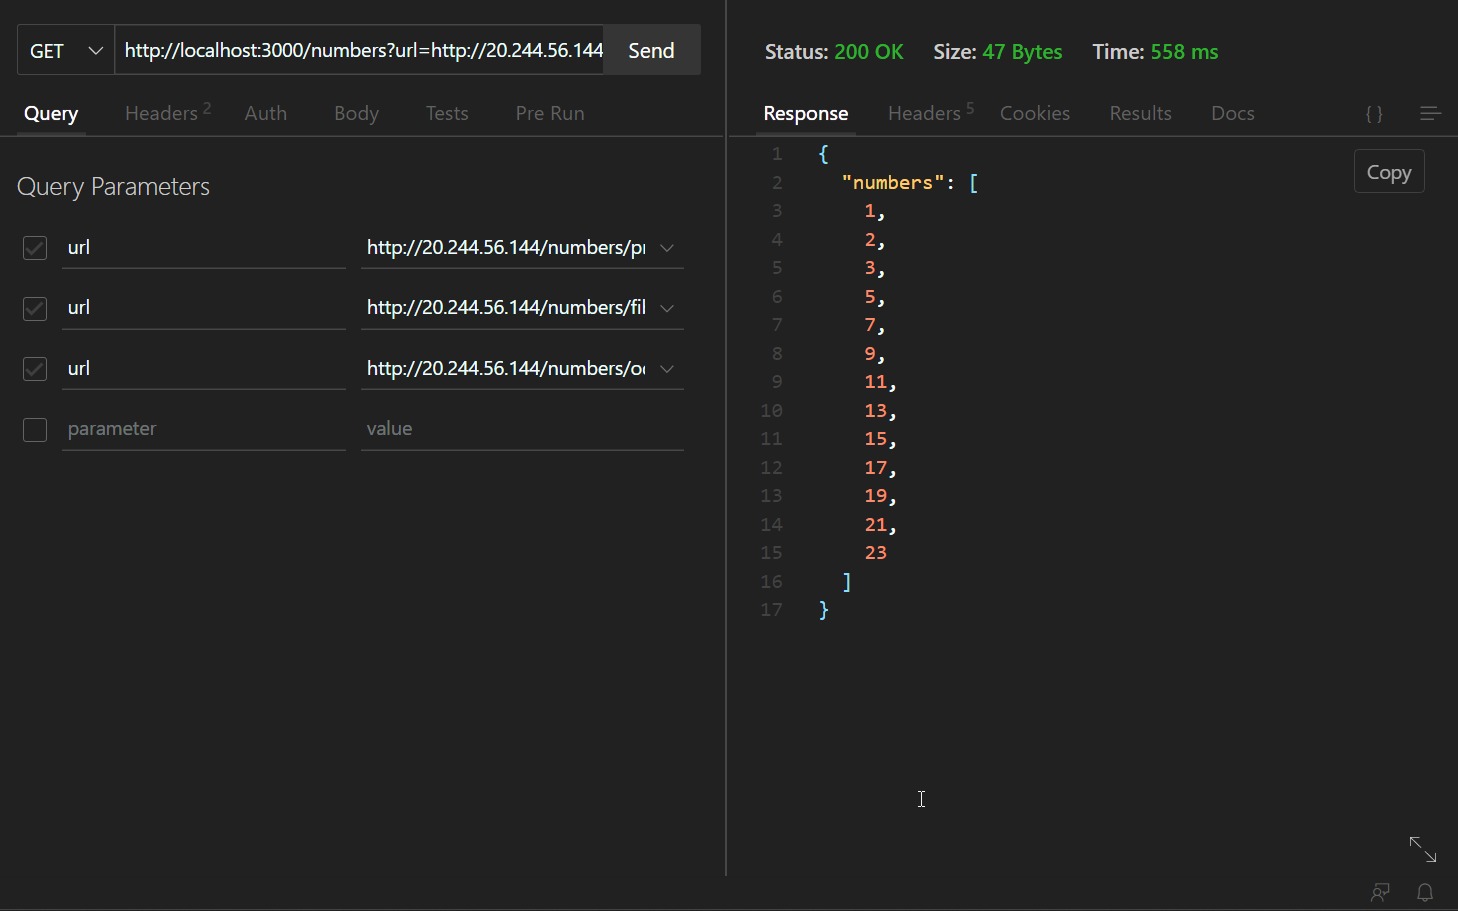 GET http://localhost:3000/numbers?url=http://20.244.56.144 Send
Query Headers 2 Auth Body Tests Pre Run
Query Parameters
url http://20.244.56.144/numbers/pr
url http://20.244.56.144/numbers/fil
url http://20.244.56.144/numbers/o
parameter value
Status: 200 OK Size: 47 Bytes Time: 558 ms
Response Headers 5 Cookies Results Docs { }
Copy
1 {
2 "numbers": [
3 1,
4 2,
5 3,
6 5,
7 7,
8 9,
9 11,
10 13,
11 15,
12 17,
13 19,
14 21,
15 23
16 ]
17 }